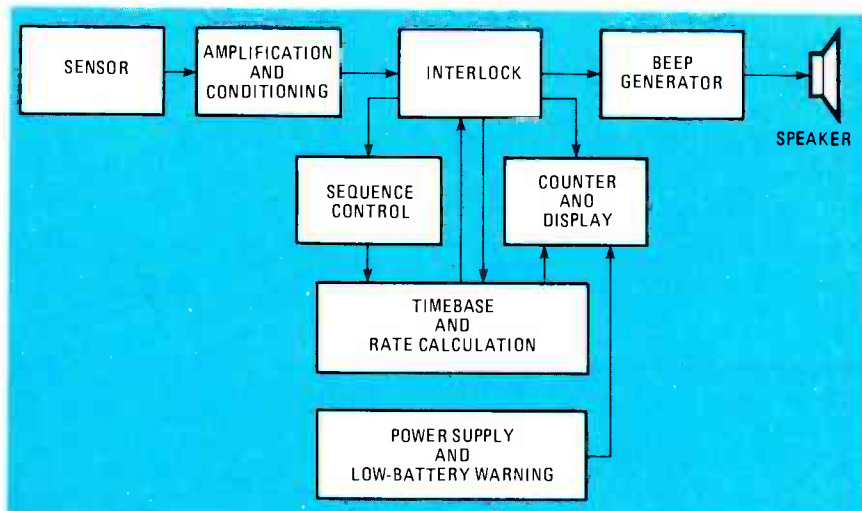 SENSOR
AMPLIFICATION
AND
CONDITIONING
INTERLOCK
BEEP
GENERATOR
SPEAKER
SEQUENCE
CONTROL
COUNTER
AND
DISPLAY
TIMEBASE
AND
RATE CALCULATION
POWER SUPPLY
AND
LOW-BATTERY WARNING